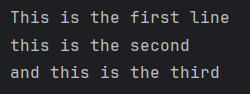 This is the first line
this is the second
and this is the third